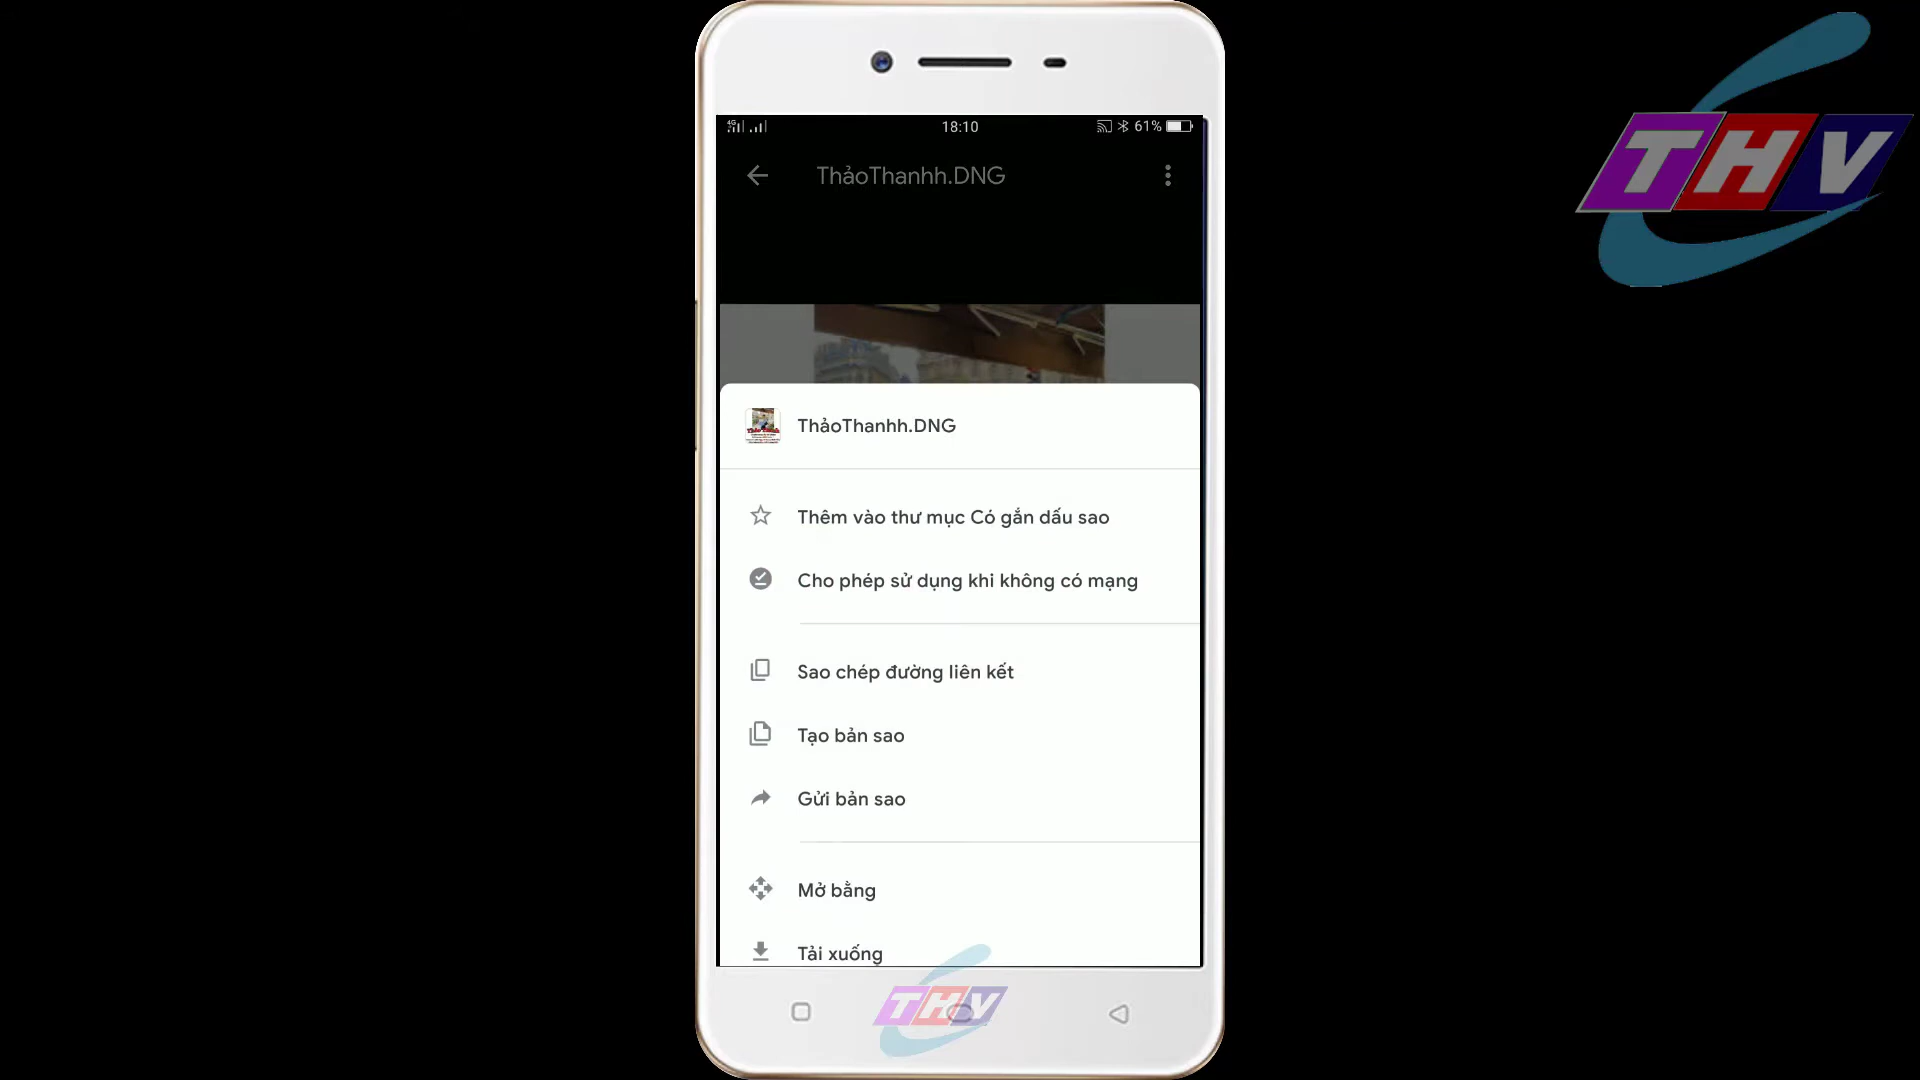 THV
4G 18:10 61%
ThảoThanhh.DNG
ThảoThanhh.DNG
Thêm vào thư mục Có gắn dấu sao
Cho phép sử dụng khi không có mạng
Sao chép đường liên kết
Tạo bản sao
Gửi bản sao
Mở bằng
Tải xuống
THV